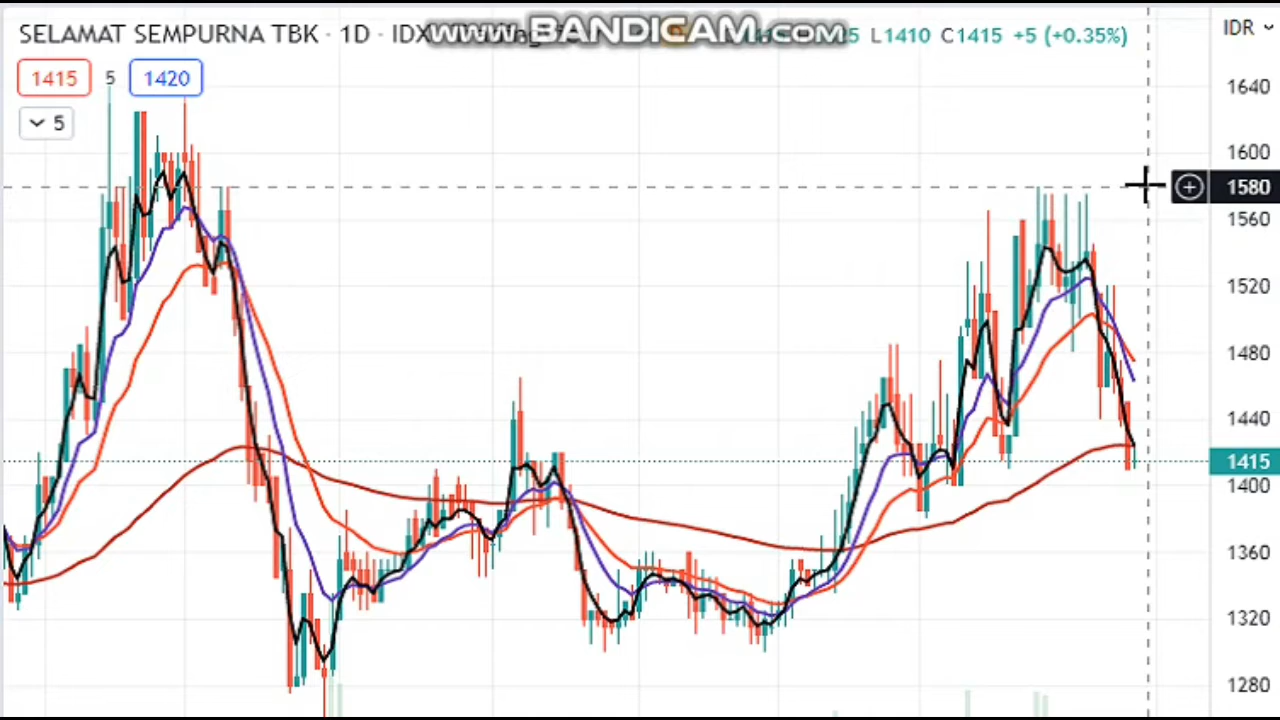 SELAMAT SEMPURNA TBK · 1D · IDX
www.BANDICAM.com
L1410 C1415 +5 (+0.35%)
IDR
1415 5 1420
5
1640
1600
1580
1560
1520
1480
1440
1415
1400
1360
1320
1280